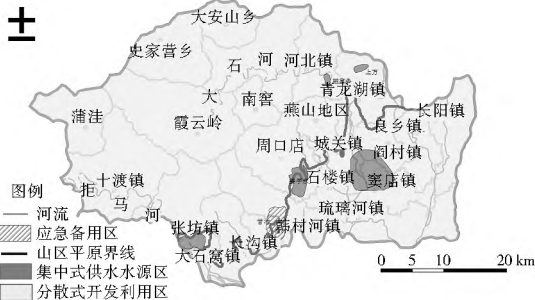 大安山乡
史家营乡
石
河
河北镇
上万
青龙湖镇
大
南窖
蒲洼
燕山地区
长阳镇
霞云岭
良乡镇
周口店
城关镇
阎村镇
石楼镇
窦店镇
十渡镇
图例
拒
马
河
琉璃河镇
河流
张坊镇
韩村河镇
应急备用区
长沟镇
山区平原界线
大石窝镇
集中式供水水源区
分散式开发利用区
0 5 10 20 km